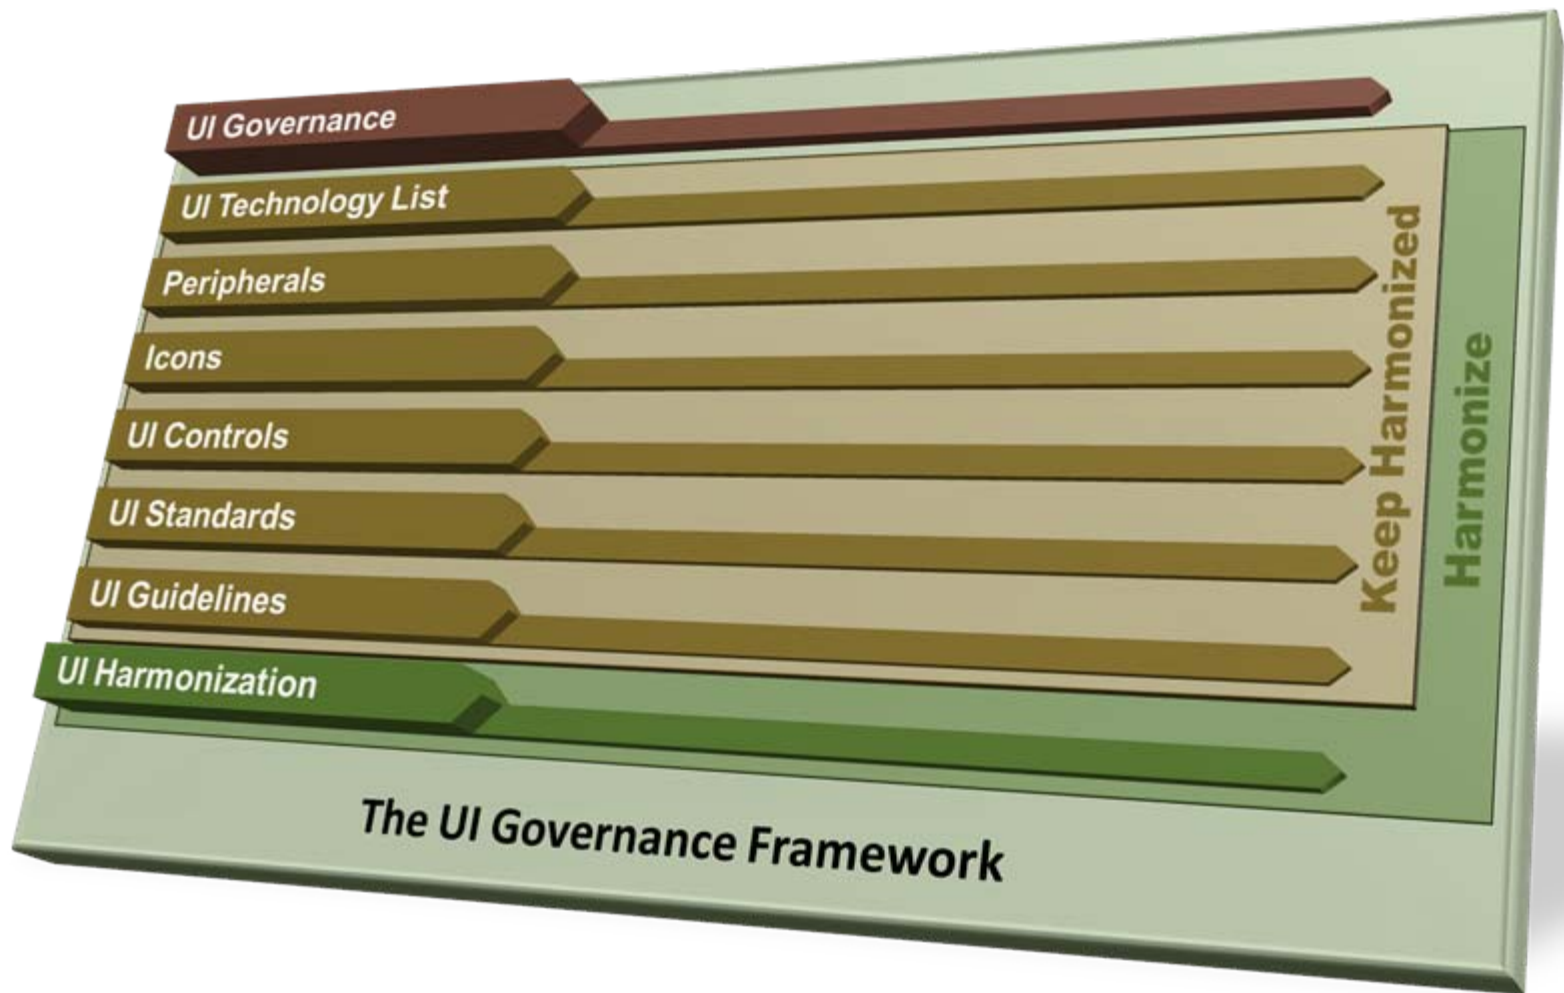 UI Governance
UI Technology List
Peripherals
Icons
UI Controls
UI Standards
UI Guidelines
UI Harmonization
Keep Harmonized
Harmonize
The UI Governance Framework